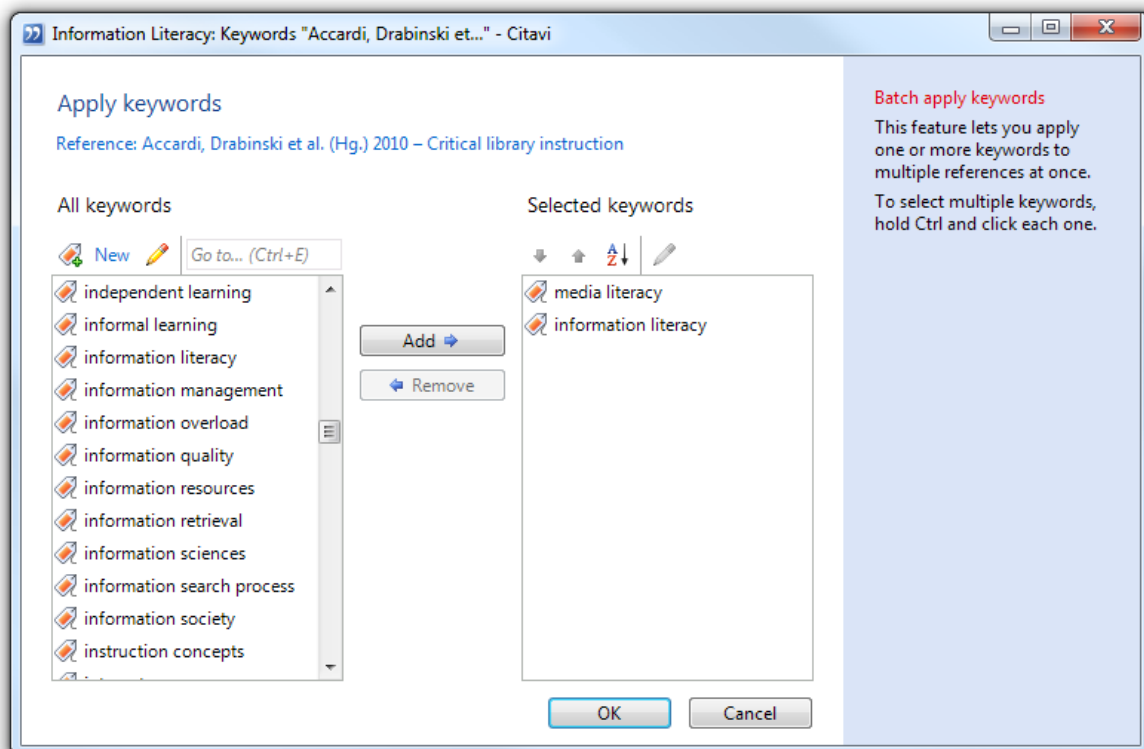 Information Literacy: Keywords "Accardi, Drabinski et..." - Citavi
Apply keywords
Reference: Accardi, Drabinski et al. (Hg.) 2010 – Critical library instruction
All keywords
New
Go to... (Ctrl+E)
independent learning
informal learning
information literacy
information management
information overload
information quality
information resources
information retrieval
information sciences
information search process
information society
instruction concepts
Add
Remove
Selected keywords
A
Z
media literacy
information literacy
OK
Cancel
Batch apply keywords
This feature lets you apply
one or more keywords to
multiple references at once.
To select multiple keywords,
hold Ctrl and click each one.